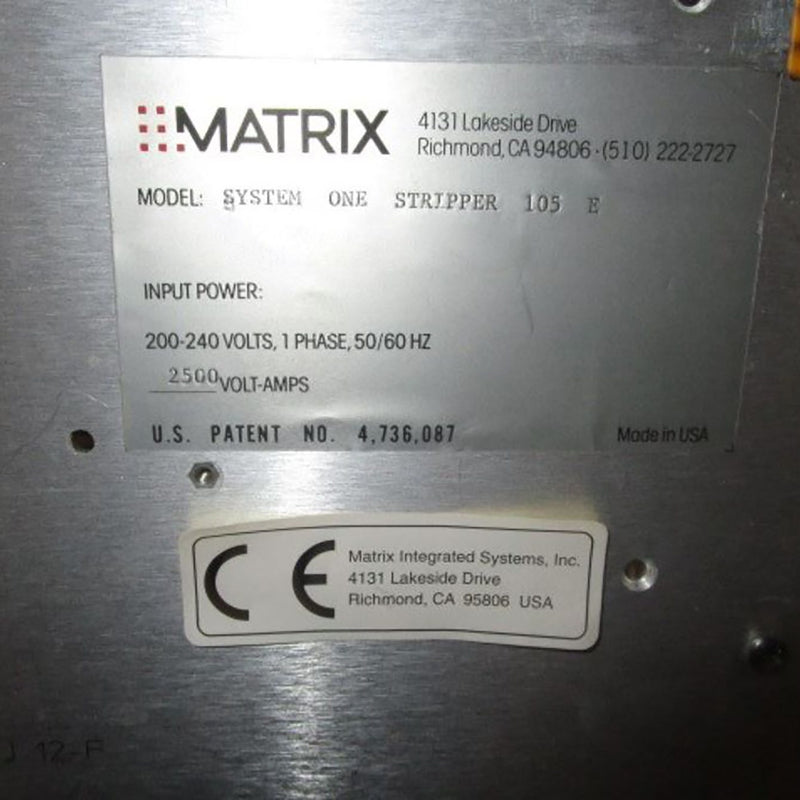 MATRIX
4131 Lakeside Drive
Richmond, CA 94806 · (510) 222-2727
MODEL: SYSTEM ONE STRIPPER 105 E
INPUT POWER:
200-240 VOLTS, 1 PHASE, 50/60 HZ
2500 VOLT-AMPS
U.S. PATENT NO. 4,736,087
Made in USA
CE
Matrix Integrated Systems, Inc.
4131 Lakeside Drive
Richmond, CA 95806 USA
J 12-F